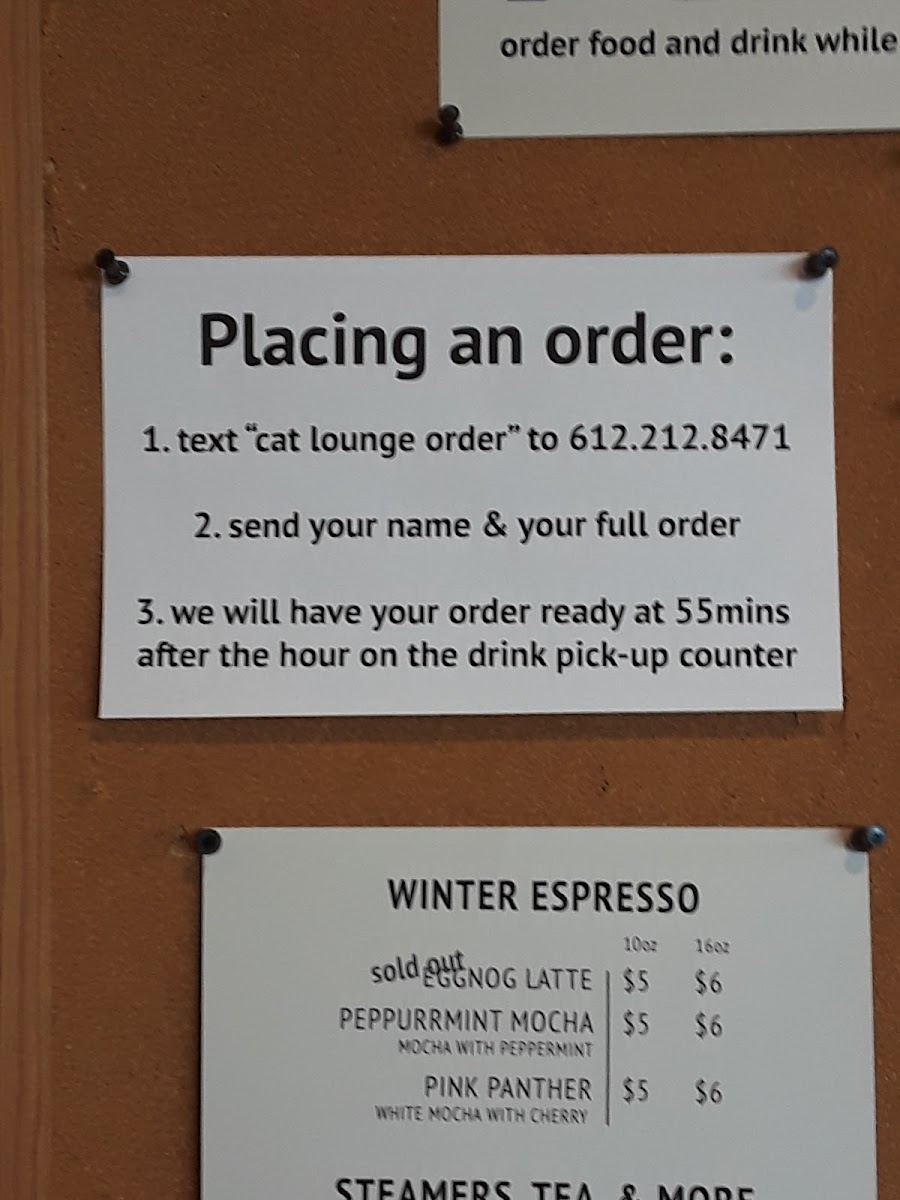 order food and drink while
Placing an order:
1. text “cat lounge order” to 612.212.8471
2. send your name & your full order
3. we will have your order ready at 55mins
after the hour on the drink pick-up counter
WINTER ESPRESSO
10oz 16oz
sold out EGGNOG LATTE $5 $6
PEPPURRMINT MOCHA $5 $6
MOCHA WITH PEPPERMINT
PINK PANTHER $5 $6
WHITE MOCHA WITH CHERRY
STEAMERS, TEA, & MORE